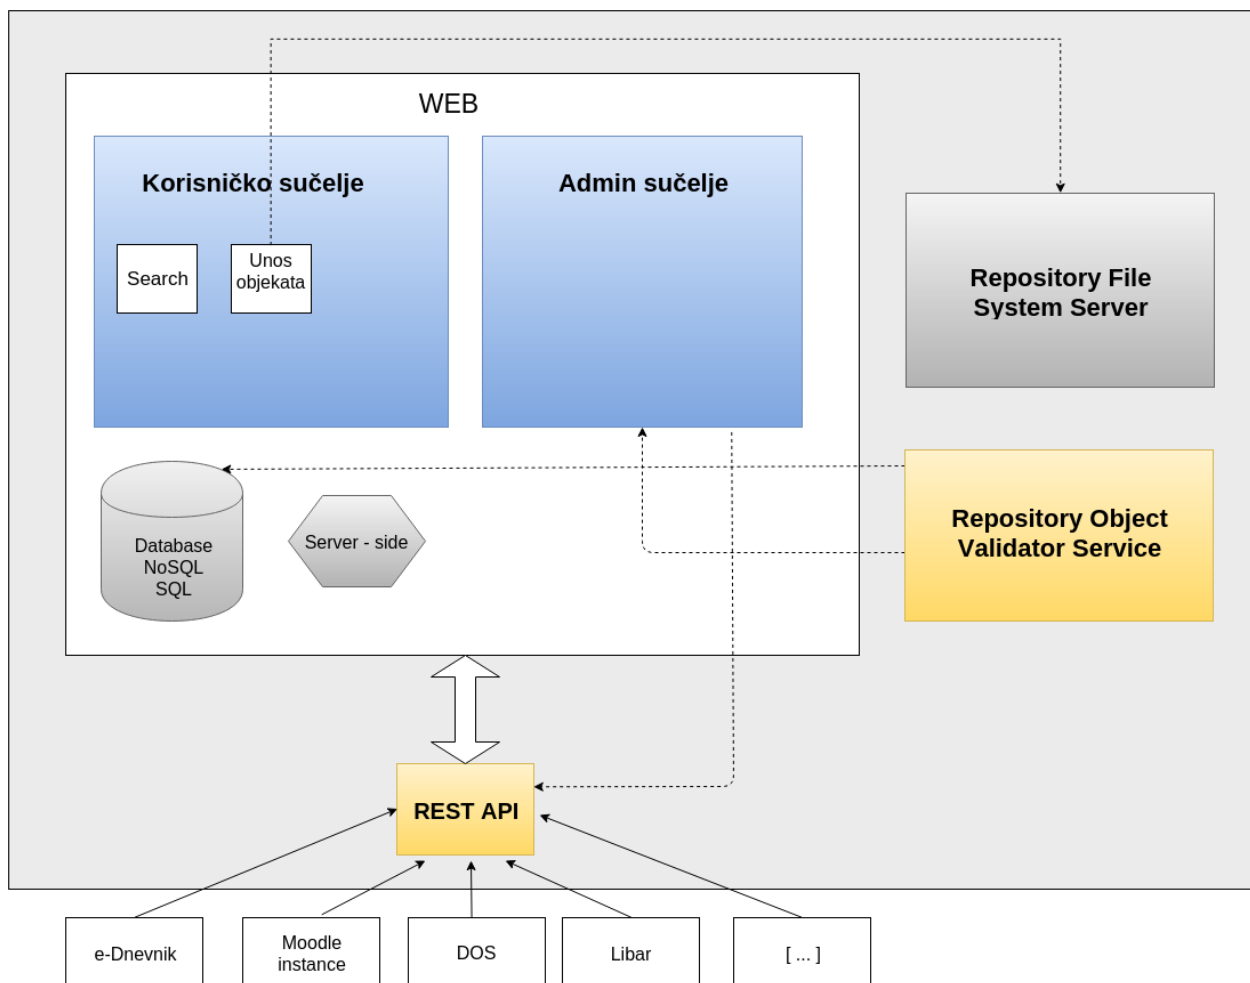 WEB
Korisničko sučelje
Admin sučelje
Search
Unos
objekata
Repository File
System Server
Repository Object
Validator Service
Database
NoSQL
SQL
Server - side
REST API
e-Dnevnik
Moodle
instance
DOS
Libar
[ ... ]